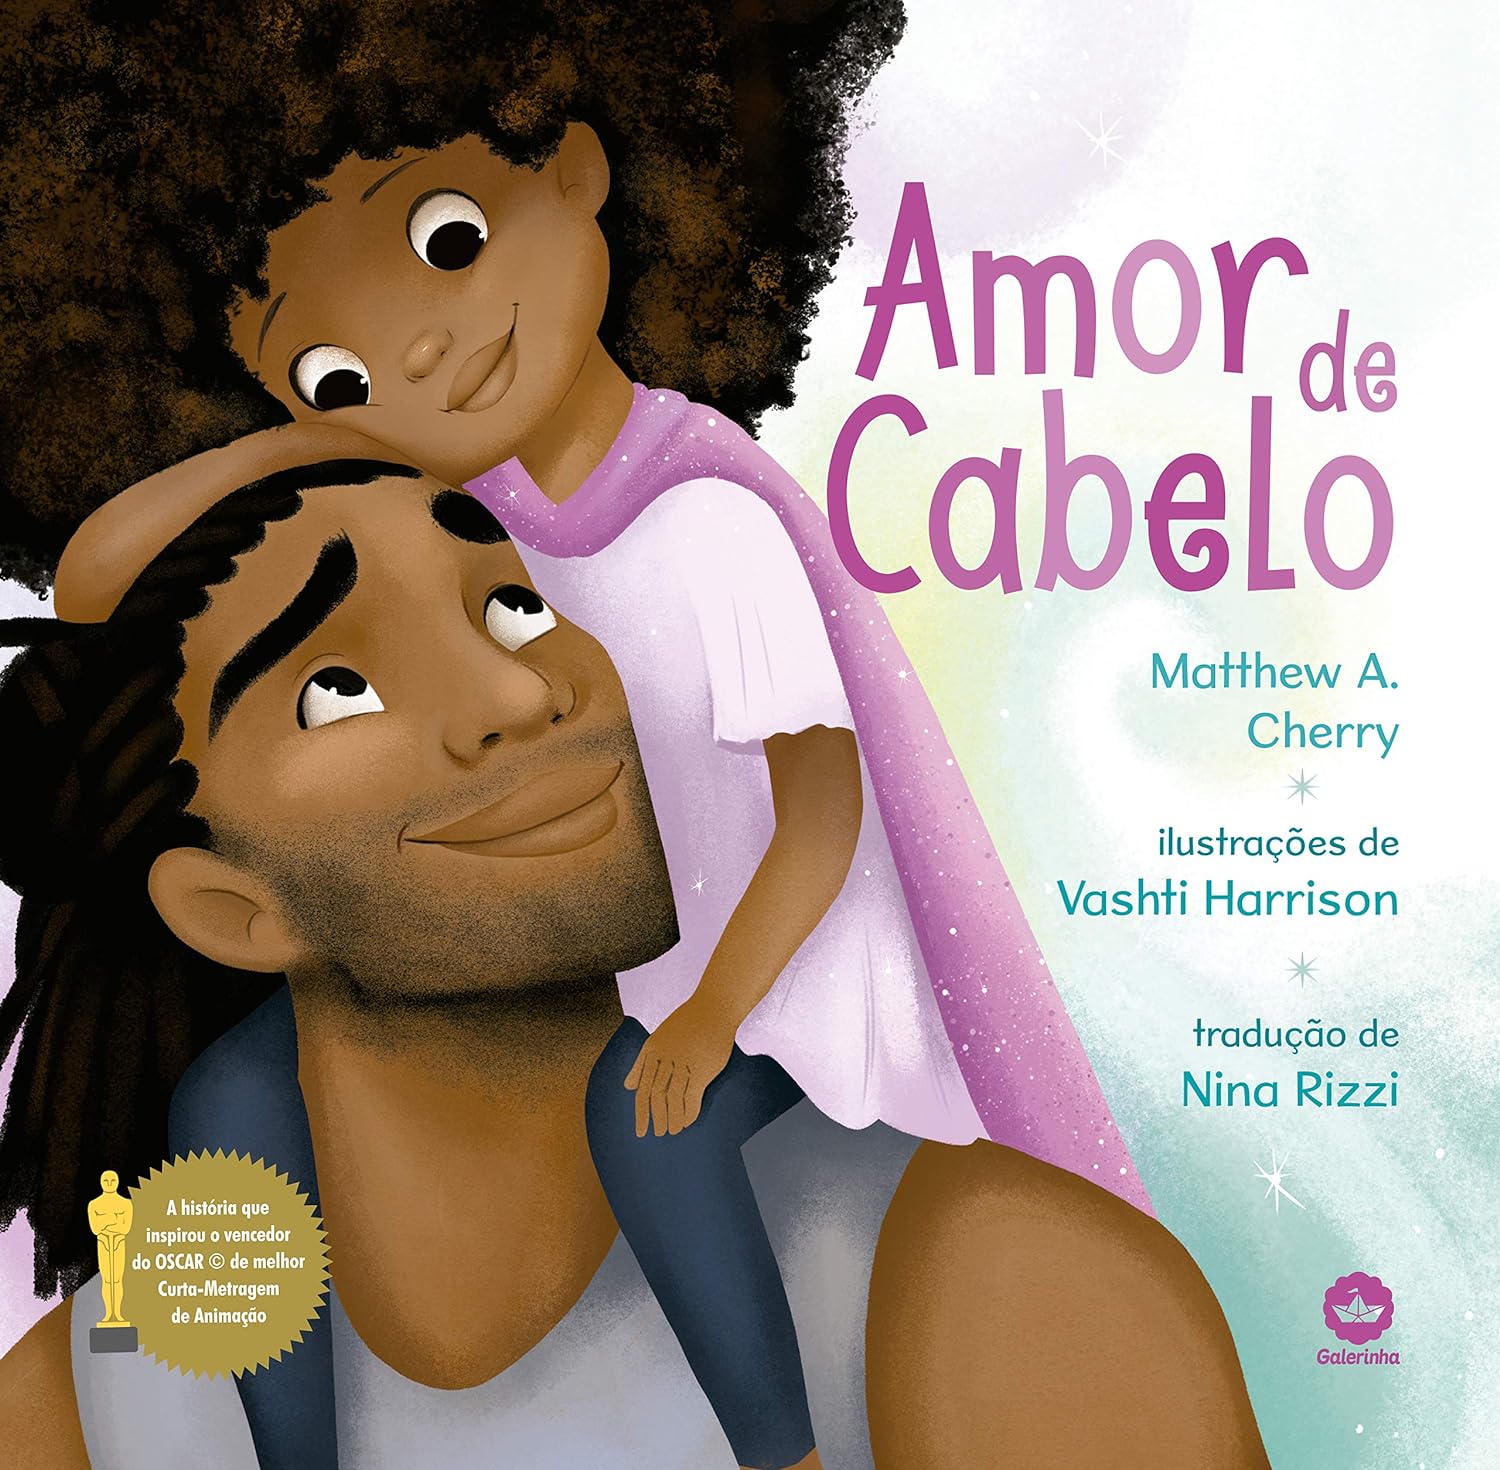 Amor de
Cabelo
Matthew A.
Cherry
ilustrações de
Vashti Harrison
tradução de
Nina Rizzi
A história que
inspirou o vencedor
do OSCAR © de melhor
Curta-Metragem
de Animação
Galerinha